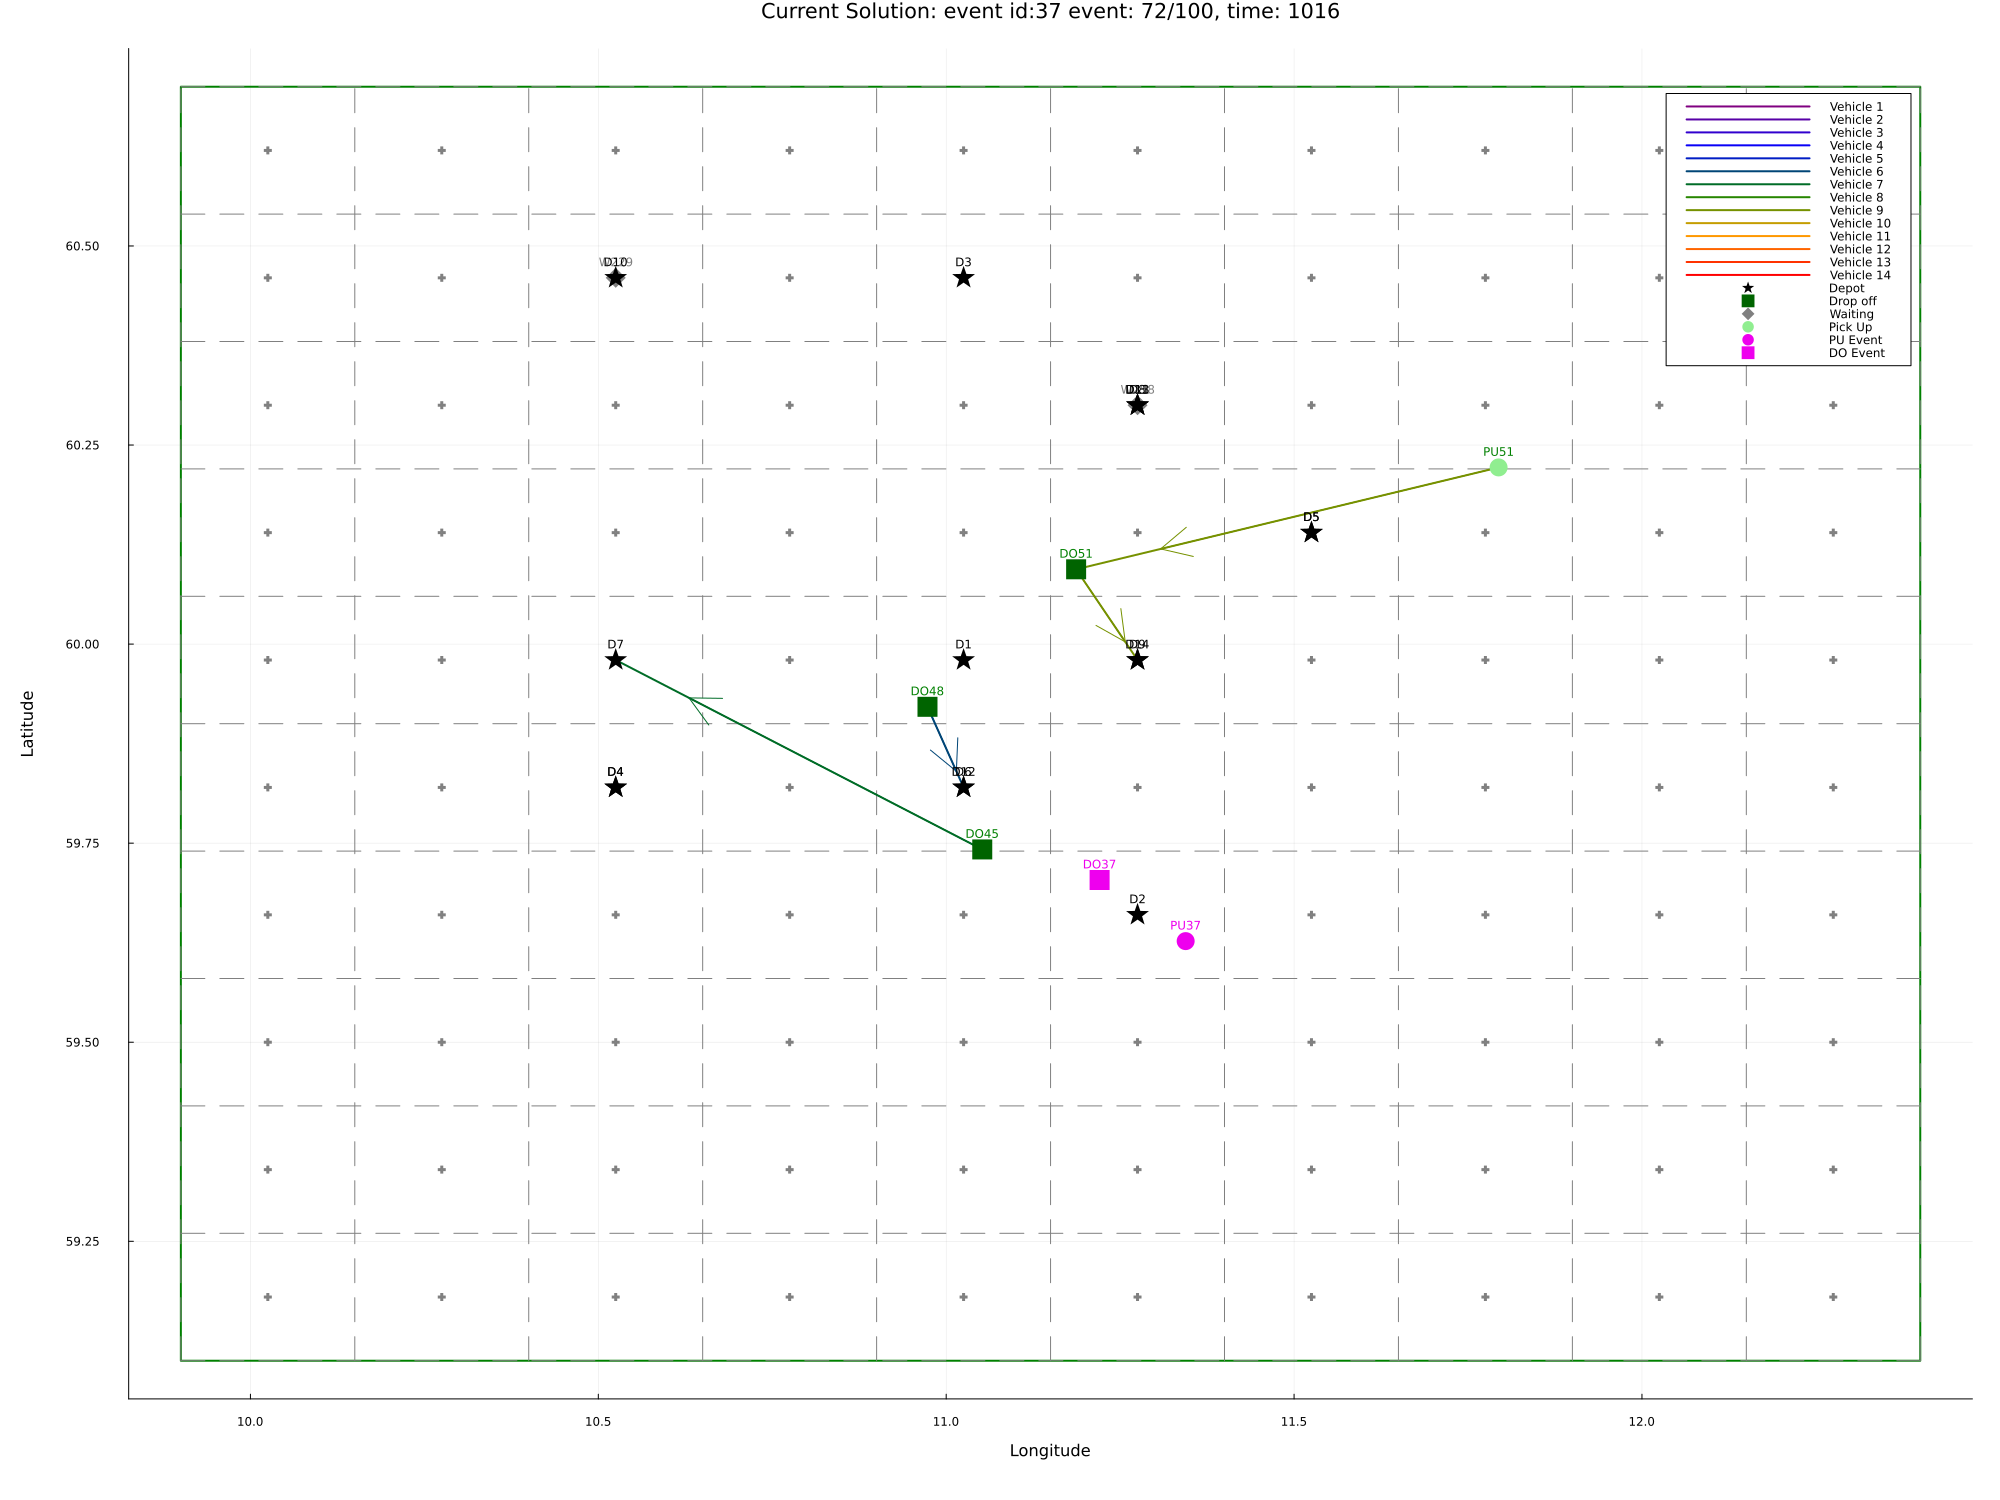 Current Solution: event id:37 event: 72/100, time: 1016
Vehicle 1
Vehicle 2
Vehicle 3
Vehicle 4
Vehicle 5
Vehicle 6
Vehicle 7
Vehicle 8
Vehicle 9
Vehicle 10
Vehicle 11
Vehicle 12
Vehicle 13
Vehicle 14
Depot
Drop off
Waiting
Pick Up
PU Event
DO Event
60.50
D10
D3
60.25
PU51
D5
DO51
60.00
D7
D1
DO48
Latitude
D4
59.75
DO45
DO37
D2
PU37
59.50
59.25
10.0
10.5
11.0
11.5
12.0
Longitude